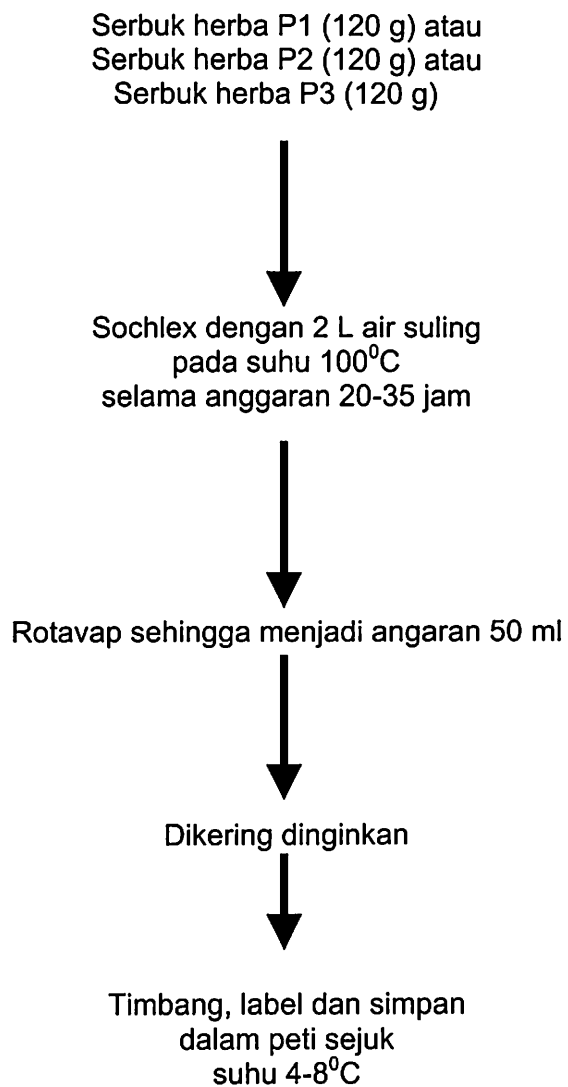 Serbuk herba P1 (120 g) atau
Serbuk herba P2 (120 g) atau
Serbuk herba P3 (120 g)
Sochlex dengan 2 L air suling
pada suhu 100⁰C
selama anggaran 20-35 jam
Rotavap sehingga menjadi angaran 50 ml
Dikering dinginkan
Timbang, label dan simpan
dalam peti sejuk
suhu 4-8⁰C